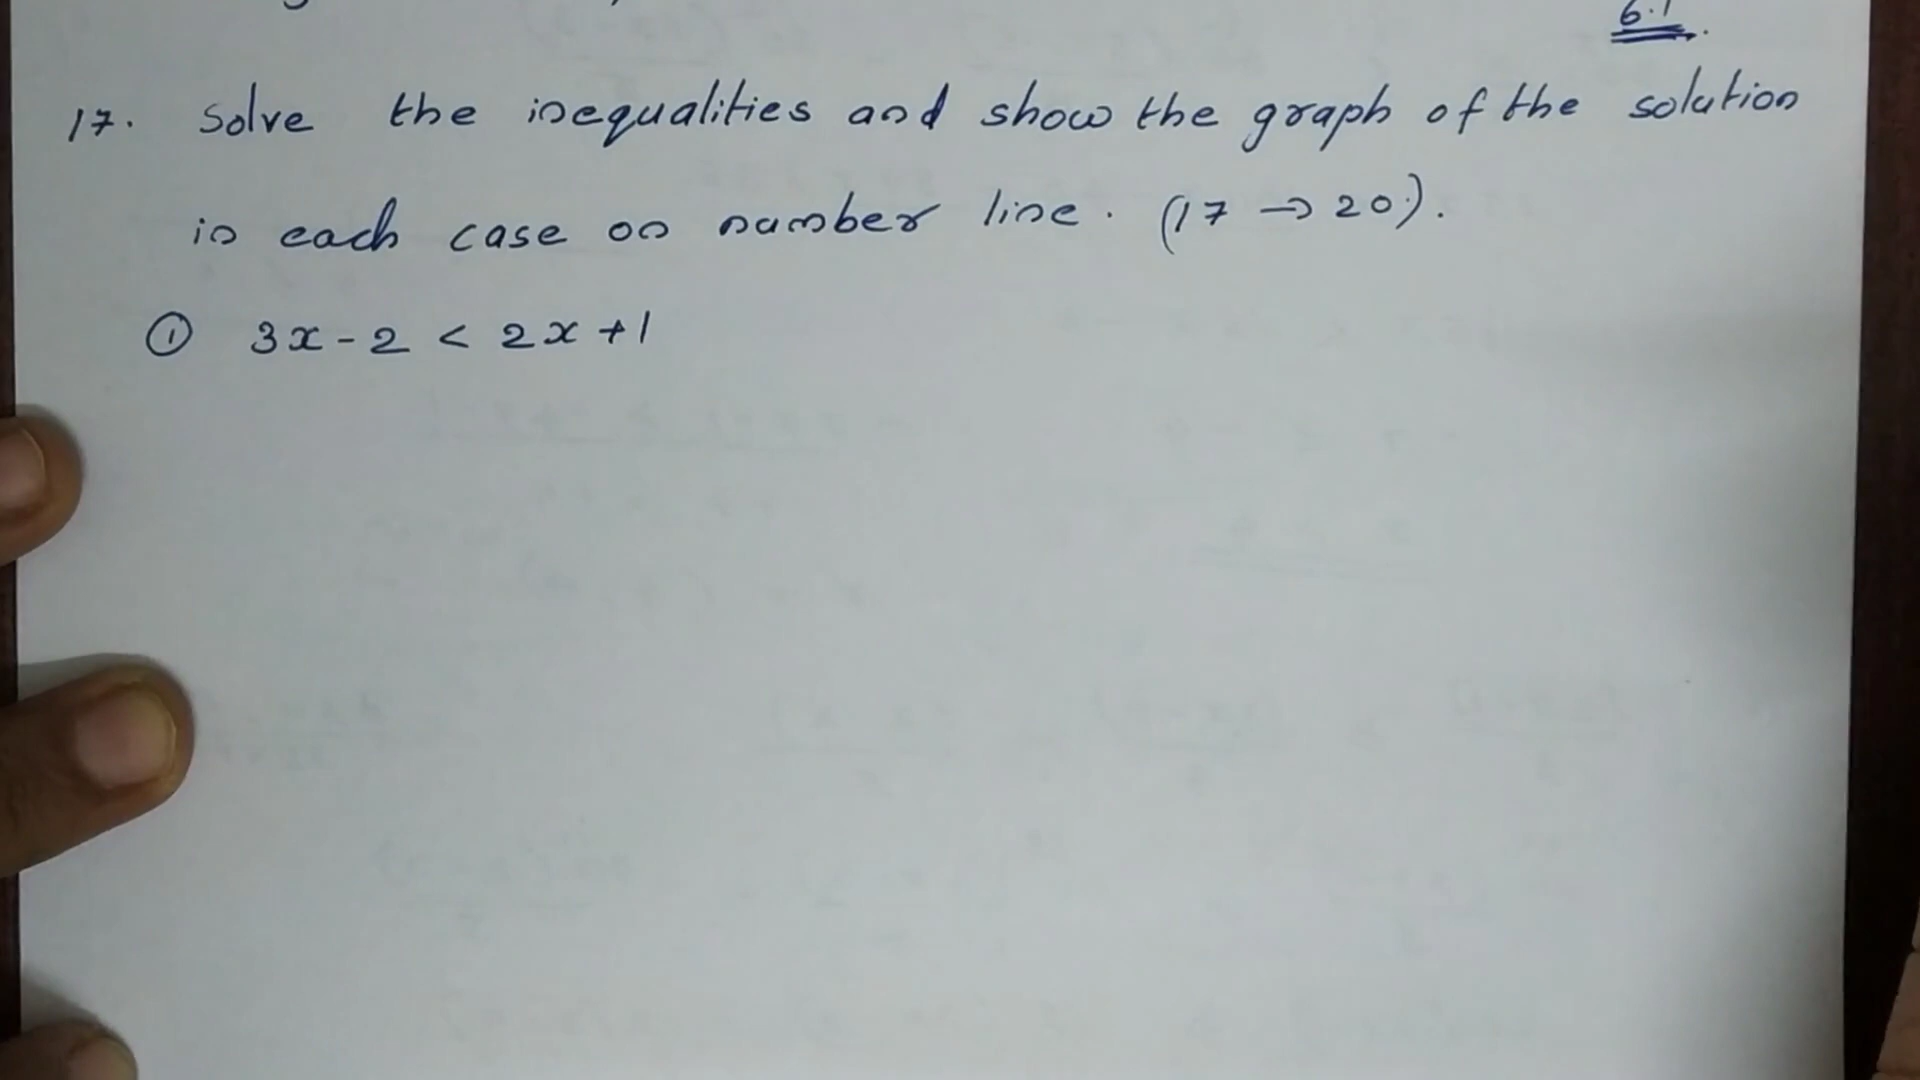 6.1
17. Solve the inequalities and show the graph of the solution
in each case on number line. (17 → 20).
① 3x - 2 < 2x + 1